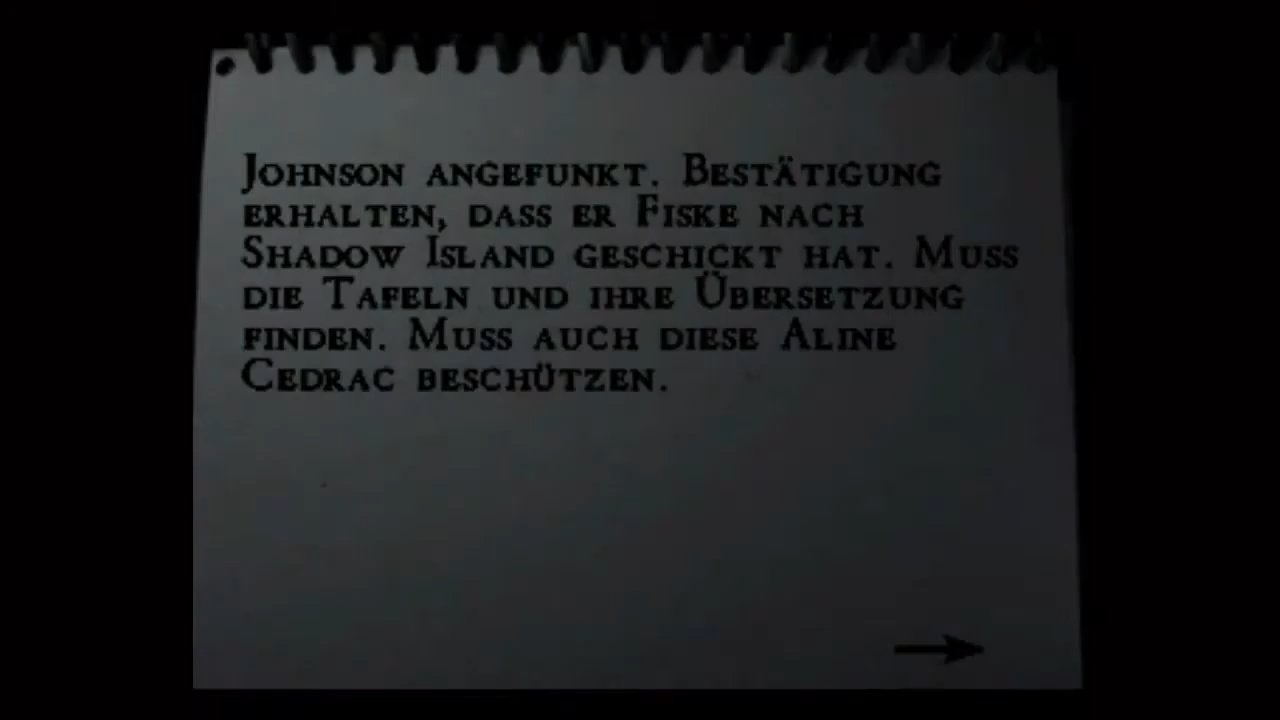 Johnson angefunkt. Bestätigung
erhalten, dass er Fiske nach
Shadow Island geschickt hat. Muss
die Tafeln und ihre Übersetzung
finden. Muss auch diese Aline
Cedrac beschützen.